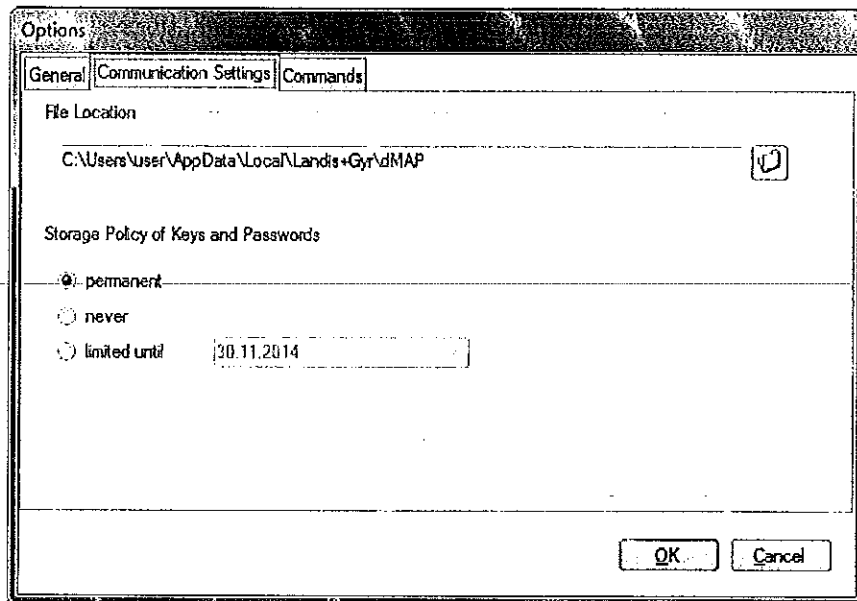 Options
General Communication Settings Commands
File Location
C:\Users\user\AppData\Local\Landis+Gyr\dMAP
Storage Policy of Keys and Passwords
permanent
never
limited until 30.11.2014
OK Cancel